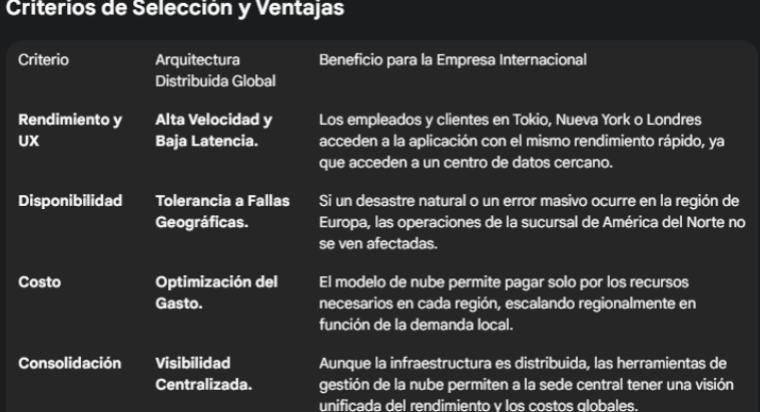 Criterios de Selección y Ventajas
Criterio
Arquitectura
Distribuida Global
Beneficio para la Empresa Internacional
Rendimiento y
UX
Alta Velocidad y
Baja Latencia.
Los empleados y clientes en Tokio, Nueva York o Londres
acceden a la aplicación con el mismo rendimiento rápido, ya
que acceden a un centro de datos cercano.
Disponibilidad
Tolerancia a Fallas
Geográficas.
Si un desastre natural o un error masivo ocurre en la región de
Europa, las operaciones de la sucursal de América del Norte no
se ven afectadas.
Costo
Optimización del
Gasto.
El modelo de nube permite pagar solo por los recursos
necesarios en cada región, escalando regionalmente en
función de la demanda local.
Consolidación
Visibilidad
Centralizada.
Aunque la infraestructura es distribuida, las herramientas de
gestión de la nube permiten a la sede central tener una visión
unificada del rendimiento y los costos globales.